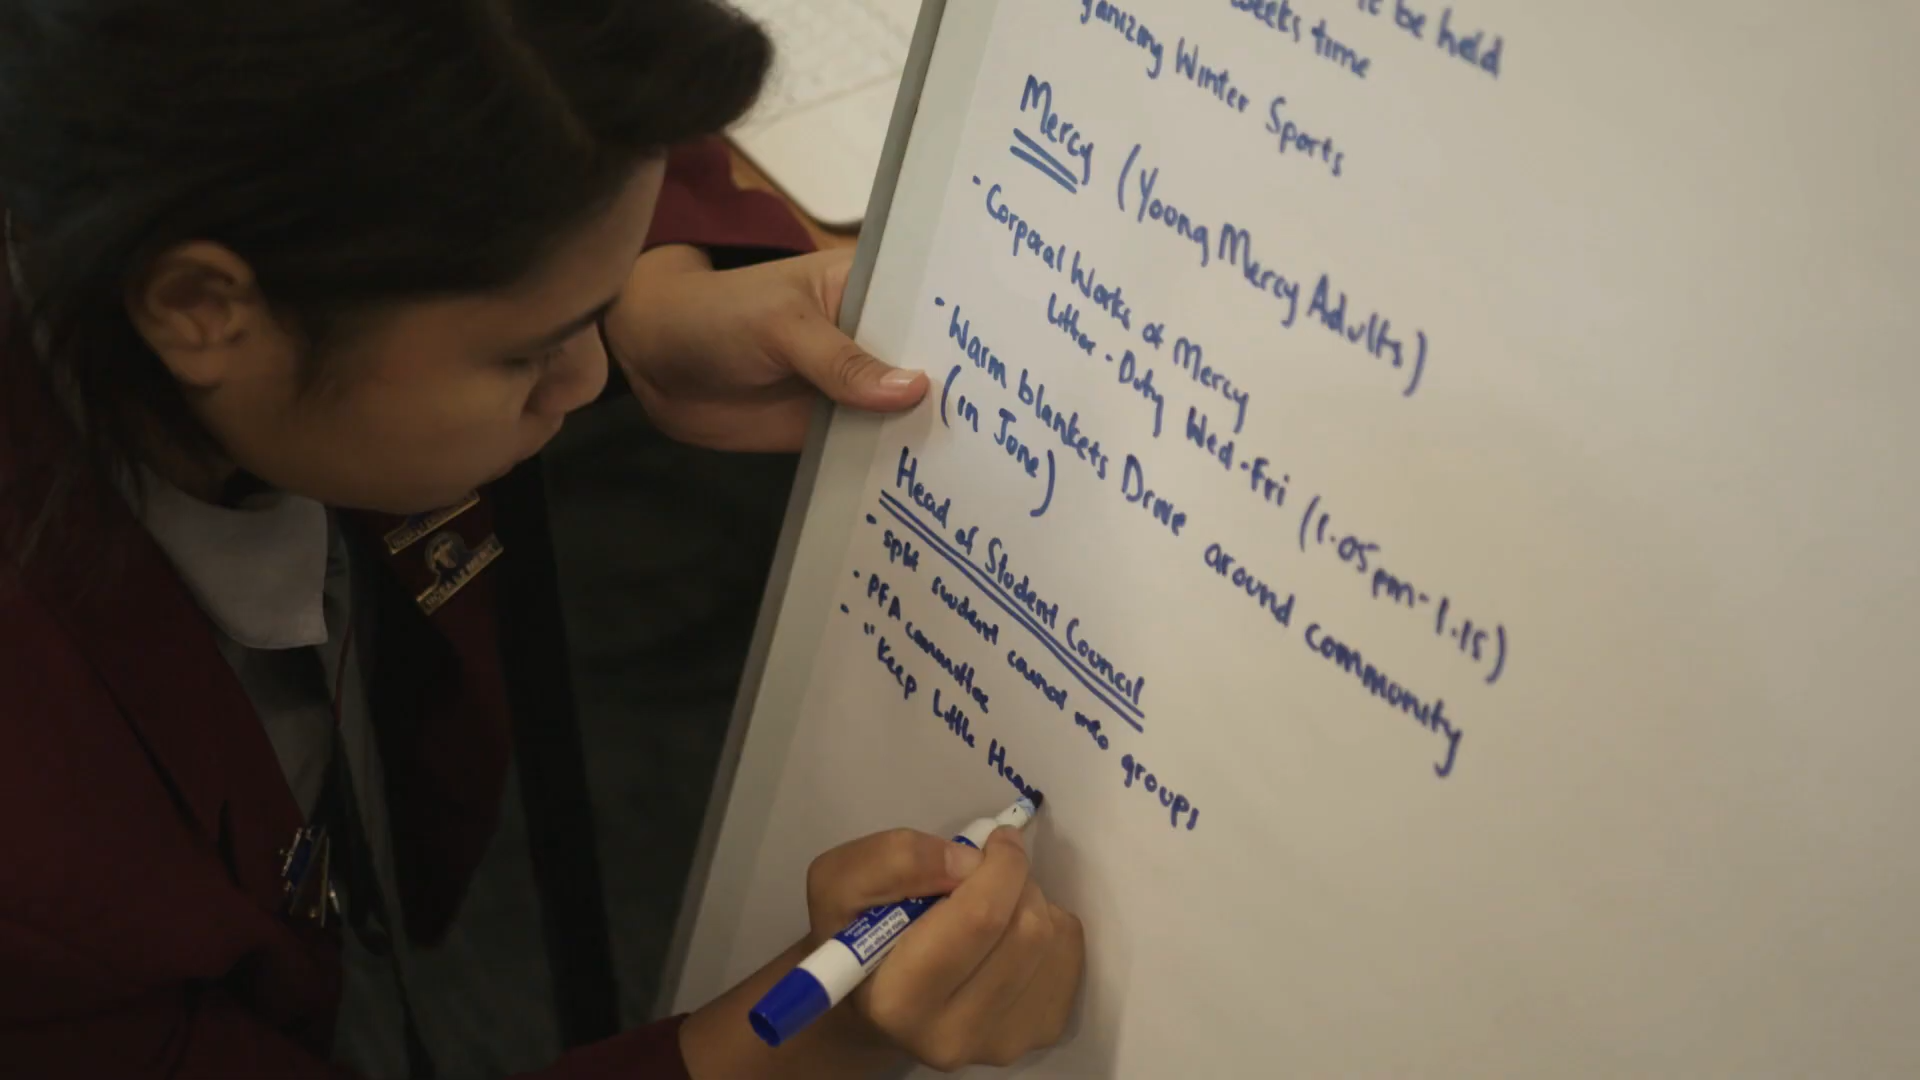 be held
weeks time
ganizing Winter Sports
Mercy (Young Mercy Adults)
- Corporal Works of Mercy
Litter - Duty Wed - Fri (1.05pm - 1.15)
- Warm blankets Drive around community
(in June)
Head of Student Council
- split student council into groups
- PFA committee
- "Keep Little Hear